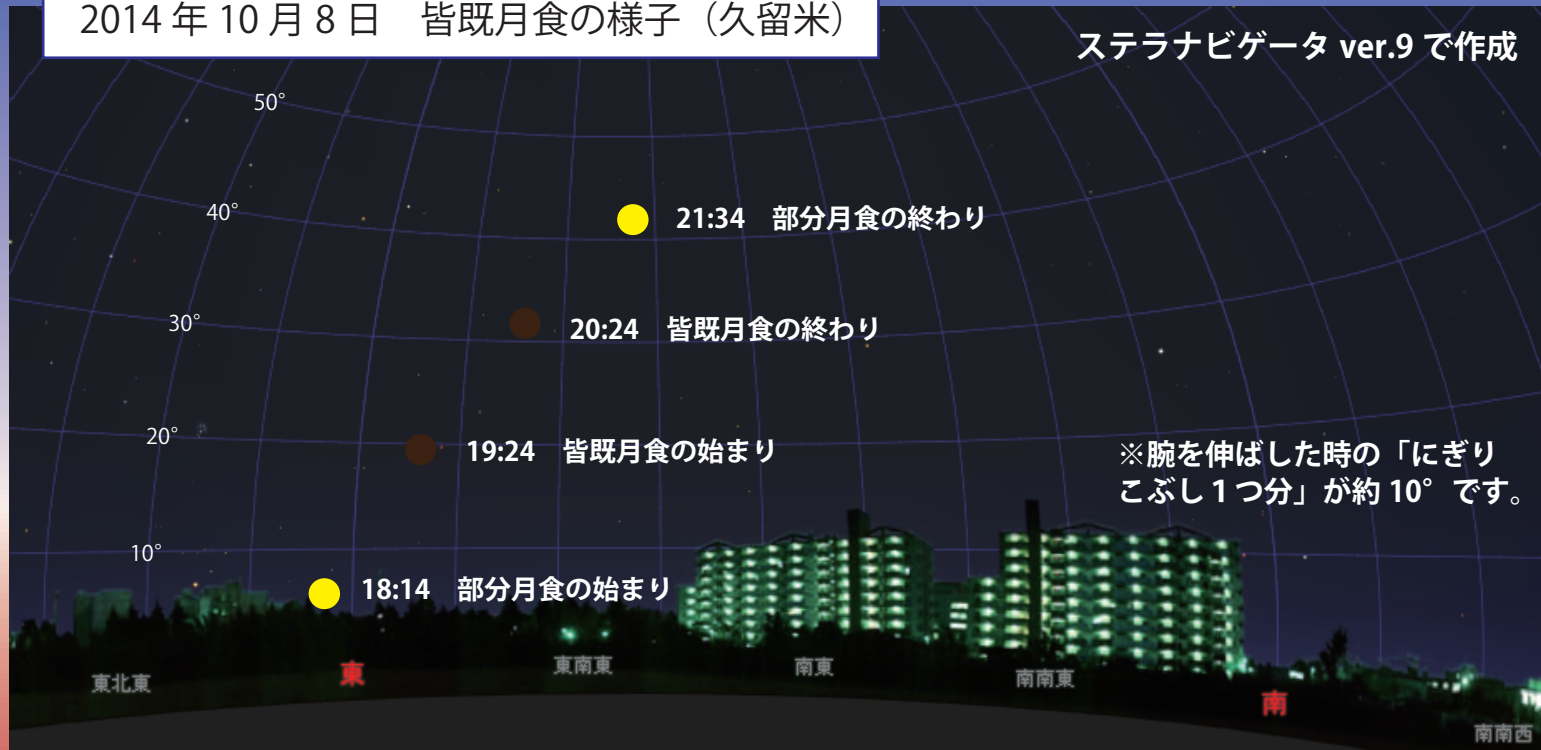 2014 年 10 月 8 日　皆既月食の様子（久留米）
ステラナビゲータ ver.9 で作成
50°
40°
21:34　部分月食の終わり
30°
20:24　皆既月食の終わり
20°
19:24　皆既月食の始まり
※腕を伸ばした時の「にぎり
こぶし 1 つ分」が約 10°です。
10°
18:14　部分月食の始まり
東北東
東
東南東
南東
南南東
南
南南西